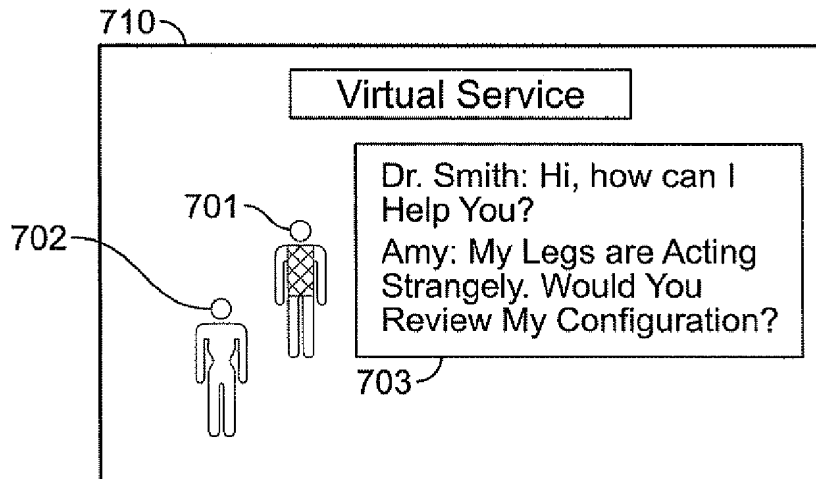 710
Virtual Service
Dr. Smith: Hi, how can I
Help You?
701
702
Amy: My Legs are Acting
Strangely. Would You
Review My Configuration?
703